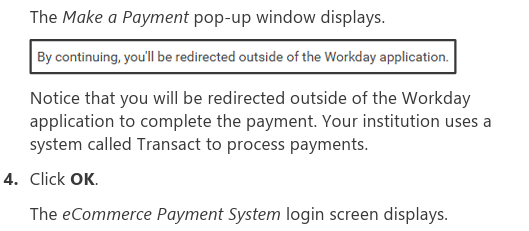 The Make a Payment pop-up window displays.
By continuing, you'll be redirected outside of the Workday application.
Notice that you will be redirected outside of the Workday
application to complete the payment. Your institution uses a
system called Transact to process payments.
4. Click OK.
The eCommerce Payment System login screen displays.